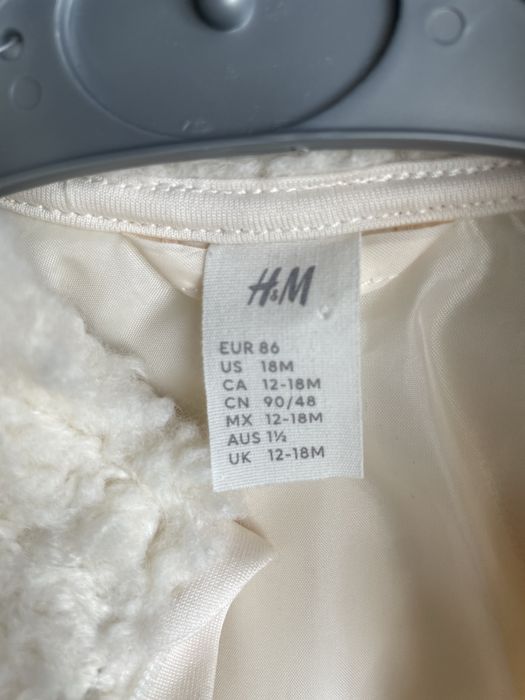 H&M
EUR 86
US 18M
CA 12-18M
CN 90/48
MX 12-18M
AUS 1½
UK 12-18M